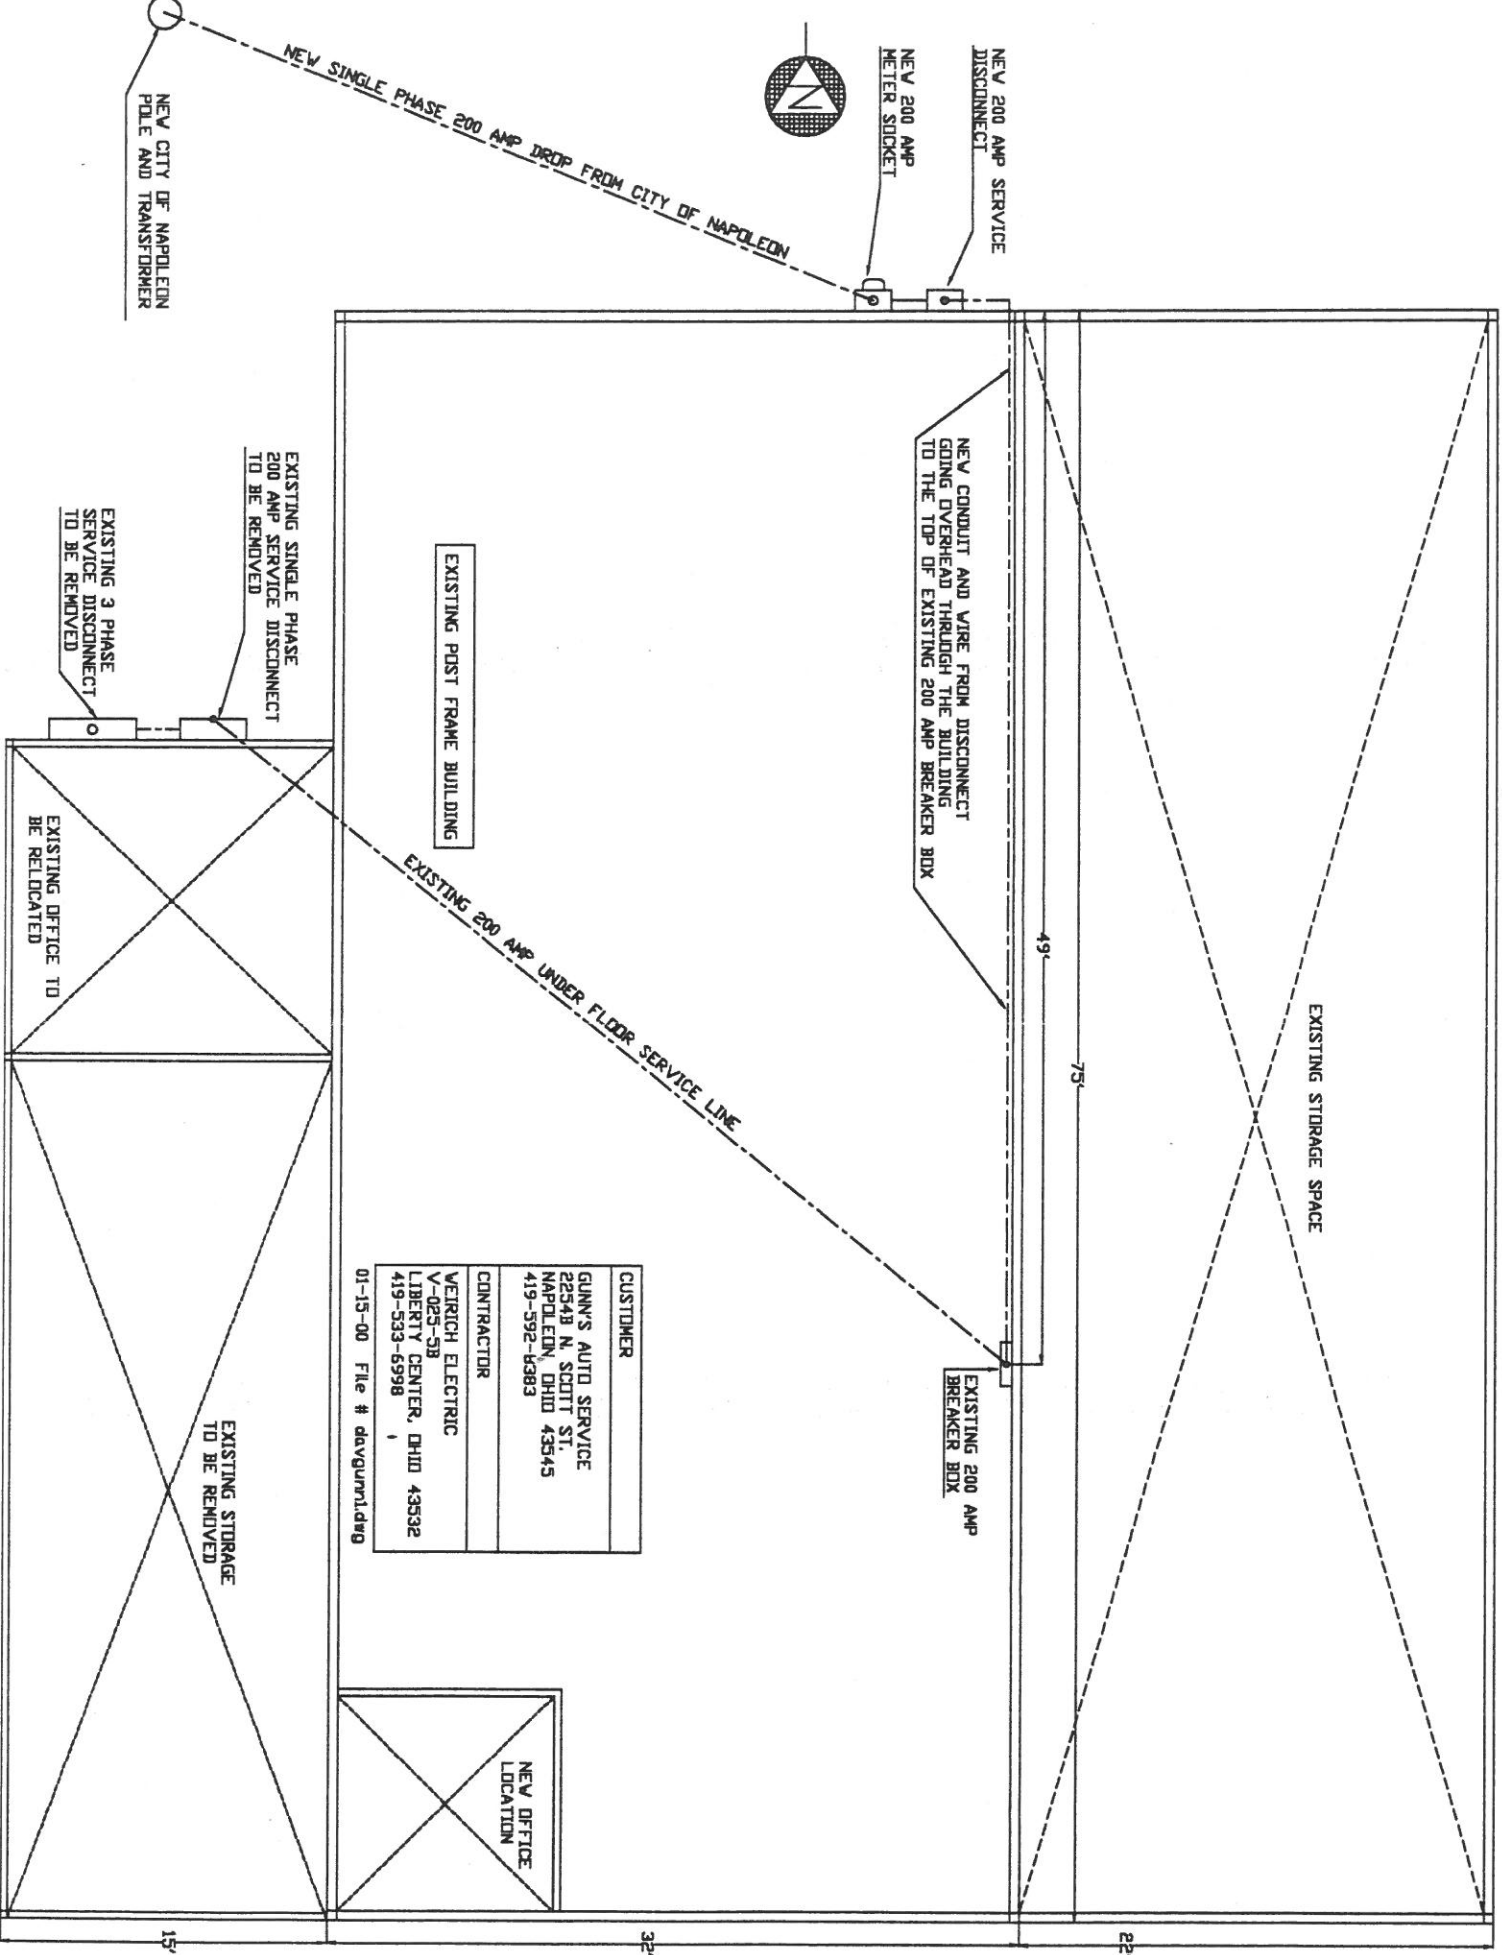 NEW 200 AMP SERVICE
DISCONNECT
NEW 200 AMP
METER SOCKET
N
NEW SINGLE PHASE 200 AMP DROP FROM CITY OF NAPOLEON
NEW CITY OF NAPOLEON
POLE AND TRANSFORMER
EXISTING STORAGE SPACE
75'
49'
NEW CONDUIT AND WIRE FROM DISCONNECT
GOING OVERHEAD THRUOGH THE BUILDING
TO THE TOP OF EXISTING 200 AMP BREAKER BOX
EXISTING POST FRAME BUILDING
EXISTING SINGLE PHASE
200 AMP SERVICE DISCONNECT
TO BE REMOVED
EXISTING 3 PHASE
SERVICE DISCONNECT
TO BE REMOVED
EXISTING 200 AMP UNDER FLOOR SERVICE LINE
EXISTING OFFICE TO
BE RELOCATED
EXISTING 200 AMP
BREAKER BOX
CUSTOMER
GUNN'S AUTO SERVICE
2254B N. SCOTT ST.
NAPOLEON, OHIO 43545
CONTRACTOR
WEIRICH ELECTRIC
V-025-5B
LIBERTY CENTER, OHIO 43532
419-533-6998
01-15-00 File # davgunn1.dwg
EXISTING STORAGE
TO BE REMOVED
NEW OFFICE
LOCATION
22'
32'
15'